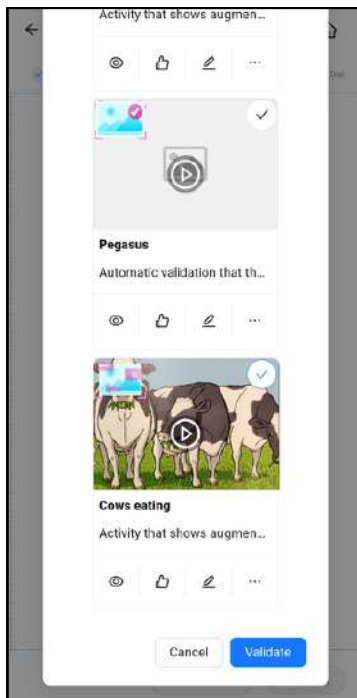 Activity that shows augmen...
Pegasus
Automatic validation that th...
Cows eating
Activity that shows augmen...
Cancel
Validate